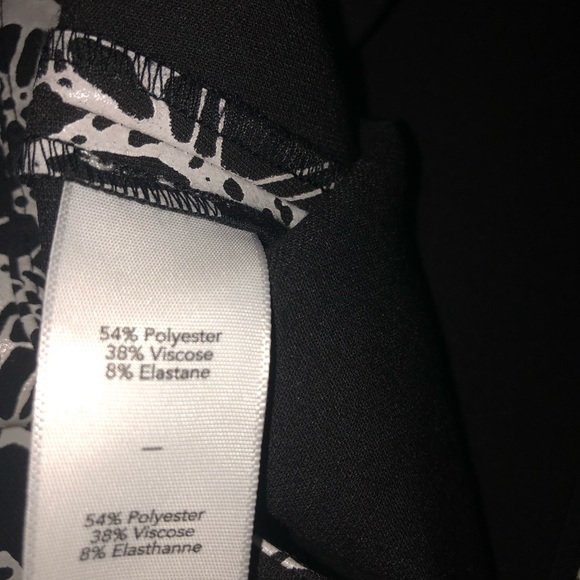 54% Polyester
38% Viscose
8% Elastane
—
54% Polyester
38% Viscose
8% Elasthanne